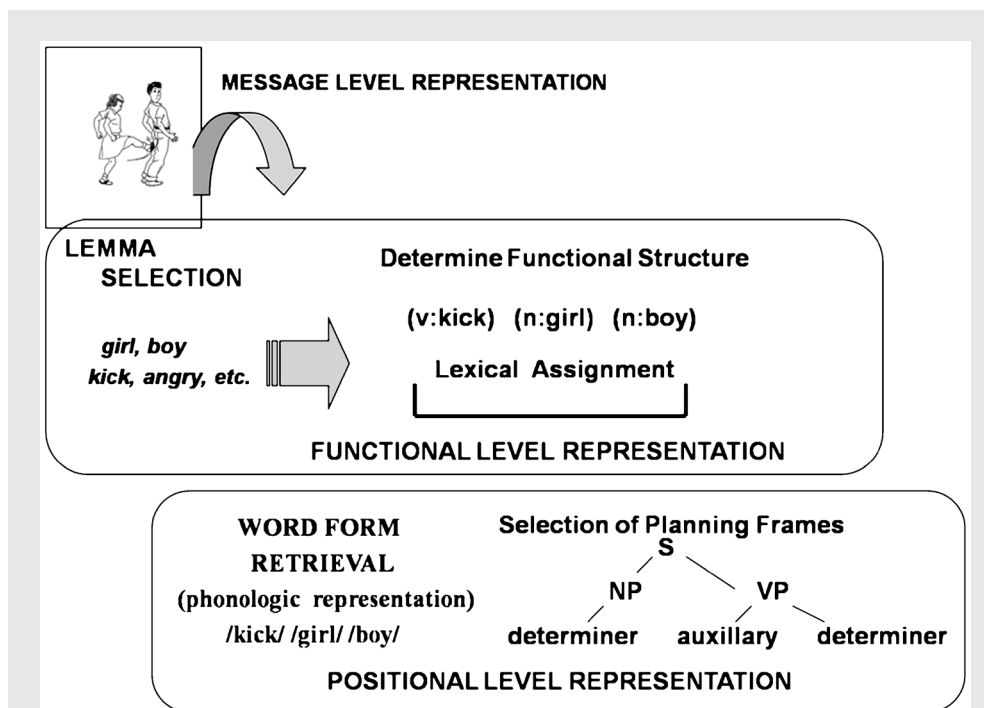 MESSAGE LEVEL REPRESENTATION
LEMMA
SELECTION
girl, boy
kick, angry, etc.
Determine Functional Structure
(v:kick) (n:girl) (n:boy)
Lexical Assignment
FUNCTIONAL LEVEL REPRESENTATION
WORD FORM
RETRIEVAL
(phonologic representation)
/kick/ /girl/ /boy/
Selection of Planning Frames
S
NP VP
determiner auxillary determiner
POSITIONAL LEVEL REPRESENTATION